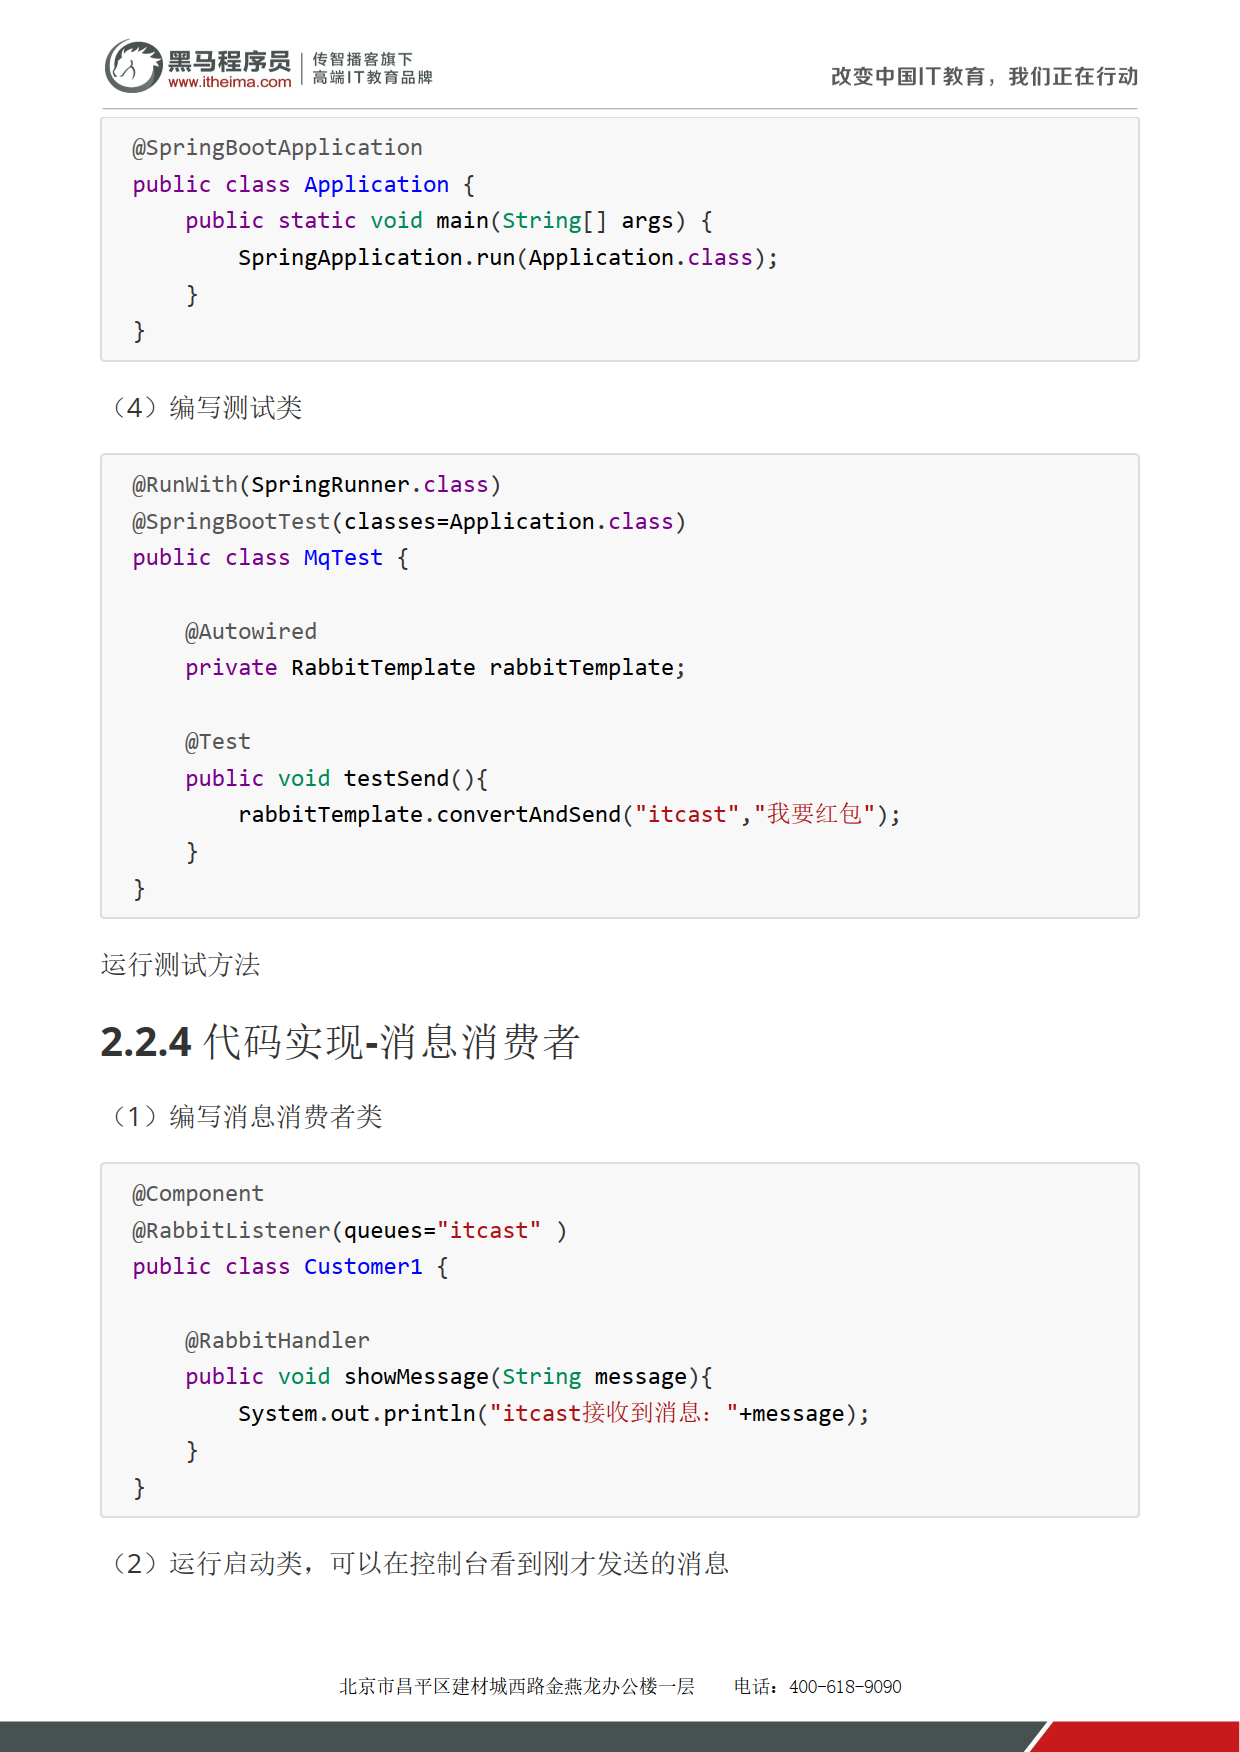 黑马程序员
www.itheima.com
传智播客旗下
高端IT教育品牌
改变中国IT教育，我们正在行动
@SpringBootApplication
public class Application {
    public static void main(String[] args) {
        SpringApplication.run(Application.class);
    }
}
（4）编写测试类
@RunWith(SpringRunner.class)
@SpringBootTest(classes=Application.class)
public class MqTest {
    @Autowired
    private RabbitTemplate rabbitTemplate;
    @Test
    public void testSend(){
        rabbitTemplate.convertAndSend("itcast","我要红包");
    }
}
运行测试方法
2.2.4 代码实现-消息消费者
（1）编写消息消费者类
@Component
@RabbitListener(queues="itcast" )
public class Customer1 {
    @RabbitHandler
    public void showMessage(String message){
        System.out.println("itcast接收到消息："+message);
    }
}
（2）运行启动类，可以在控制台看到刚才发送的消息
北京市昌平区建材城西路金燕龙办公楼一层 电话：400-618-9090